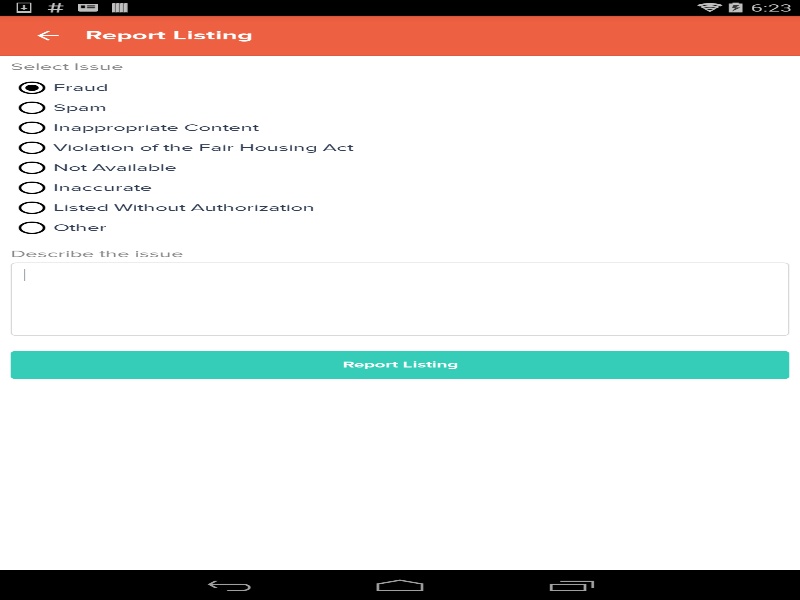 6:23
Report Listing
Select Issue
Fraud
Spam
Inappropriate Content
Violation of the Fair Housing Act
Not Available
Inaccurate
Listed Without Authorization
Other
Describe the issue
Report Listing